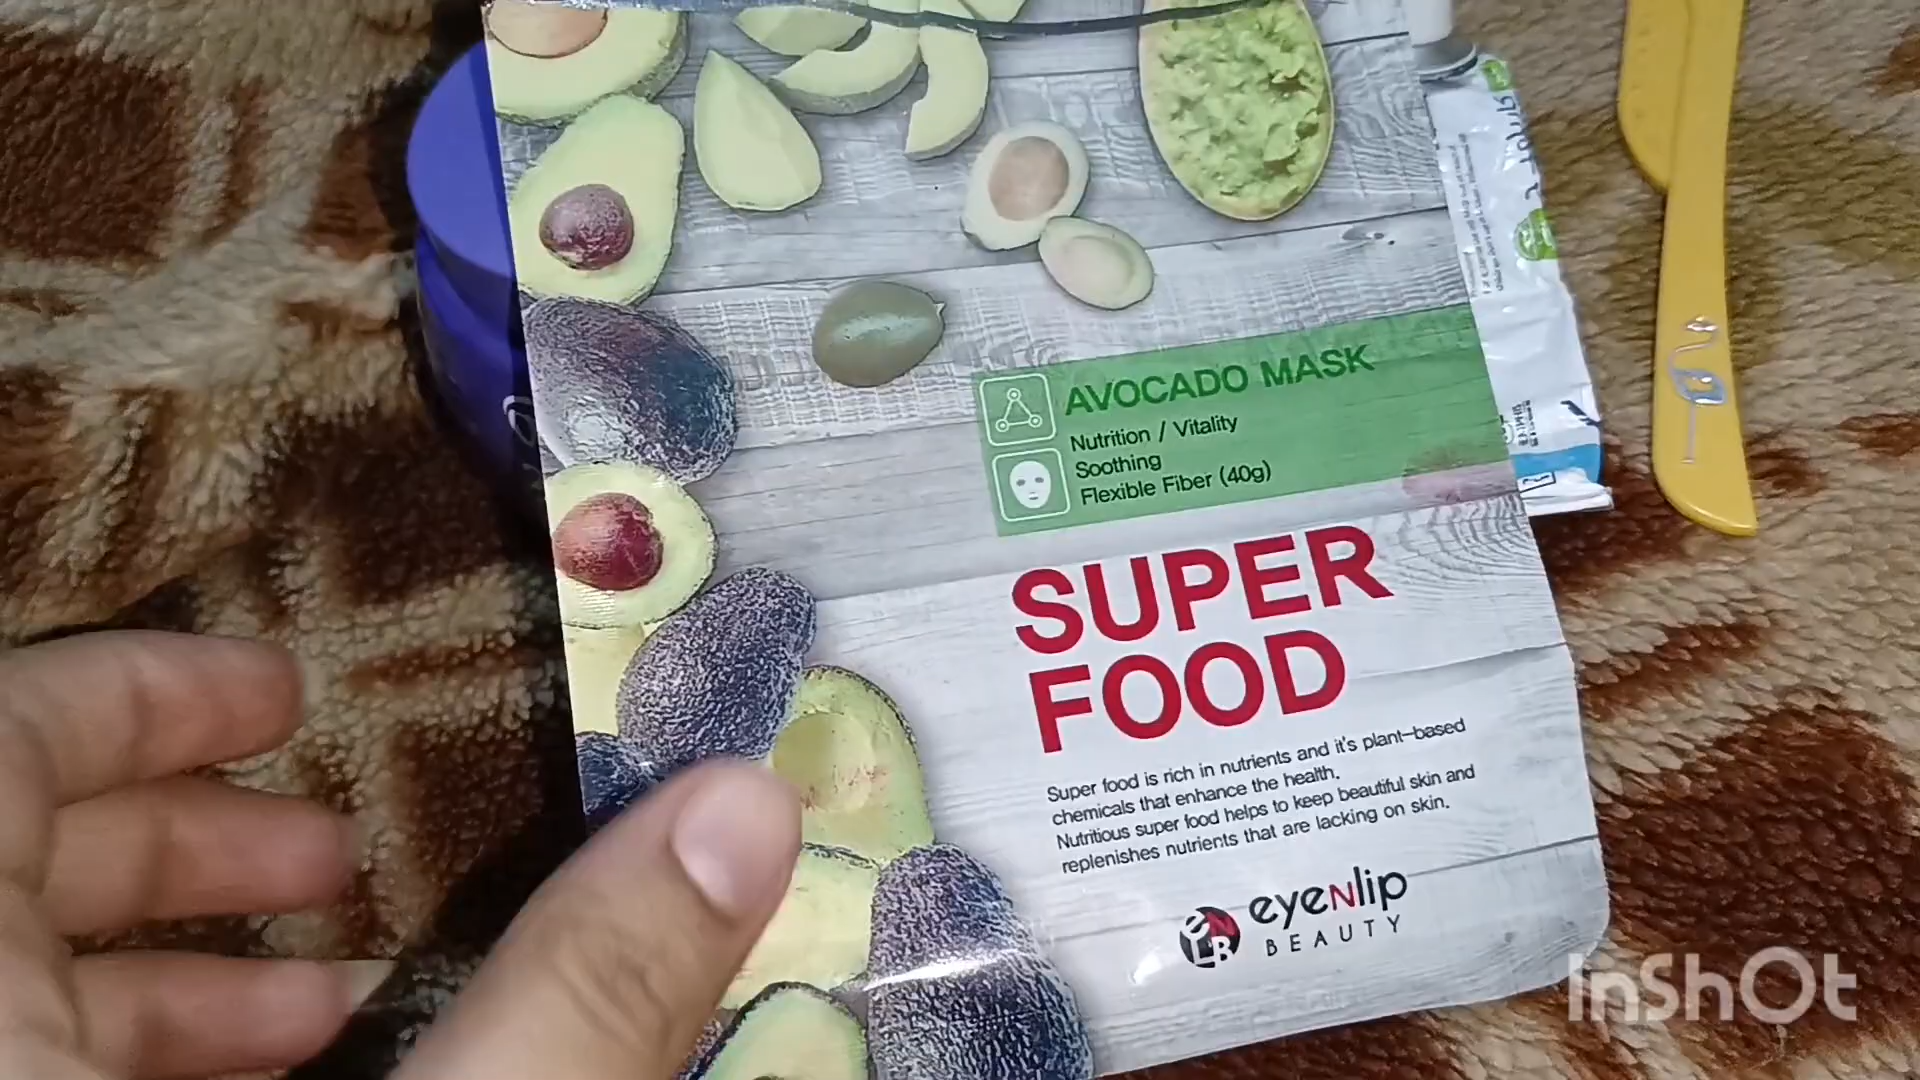 AVOCADO MASK
Nutrition / Vitality
Soothing
Flexible Fiber (40g)
SUPER
FOOD
Super food is rich in nutrients and it's plant-based
chemicals that enhance the health.
Nutritious super food helps to keep beautiful skin and
replenishes nutrients that are lacking on skin.
eyeNlip
BEAUTY
InShOt